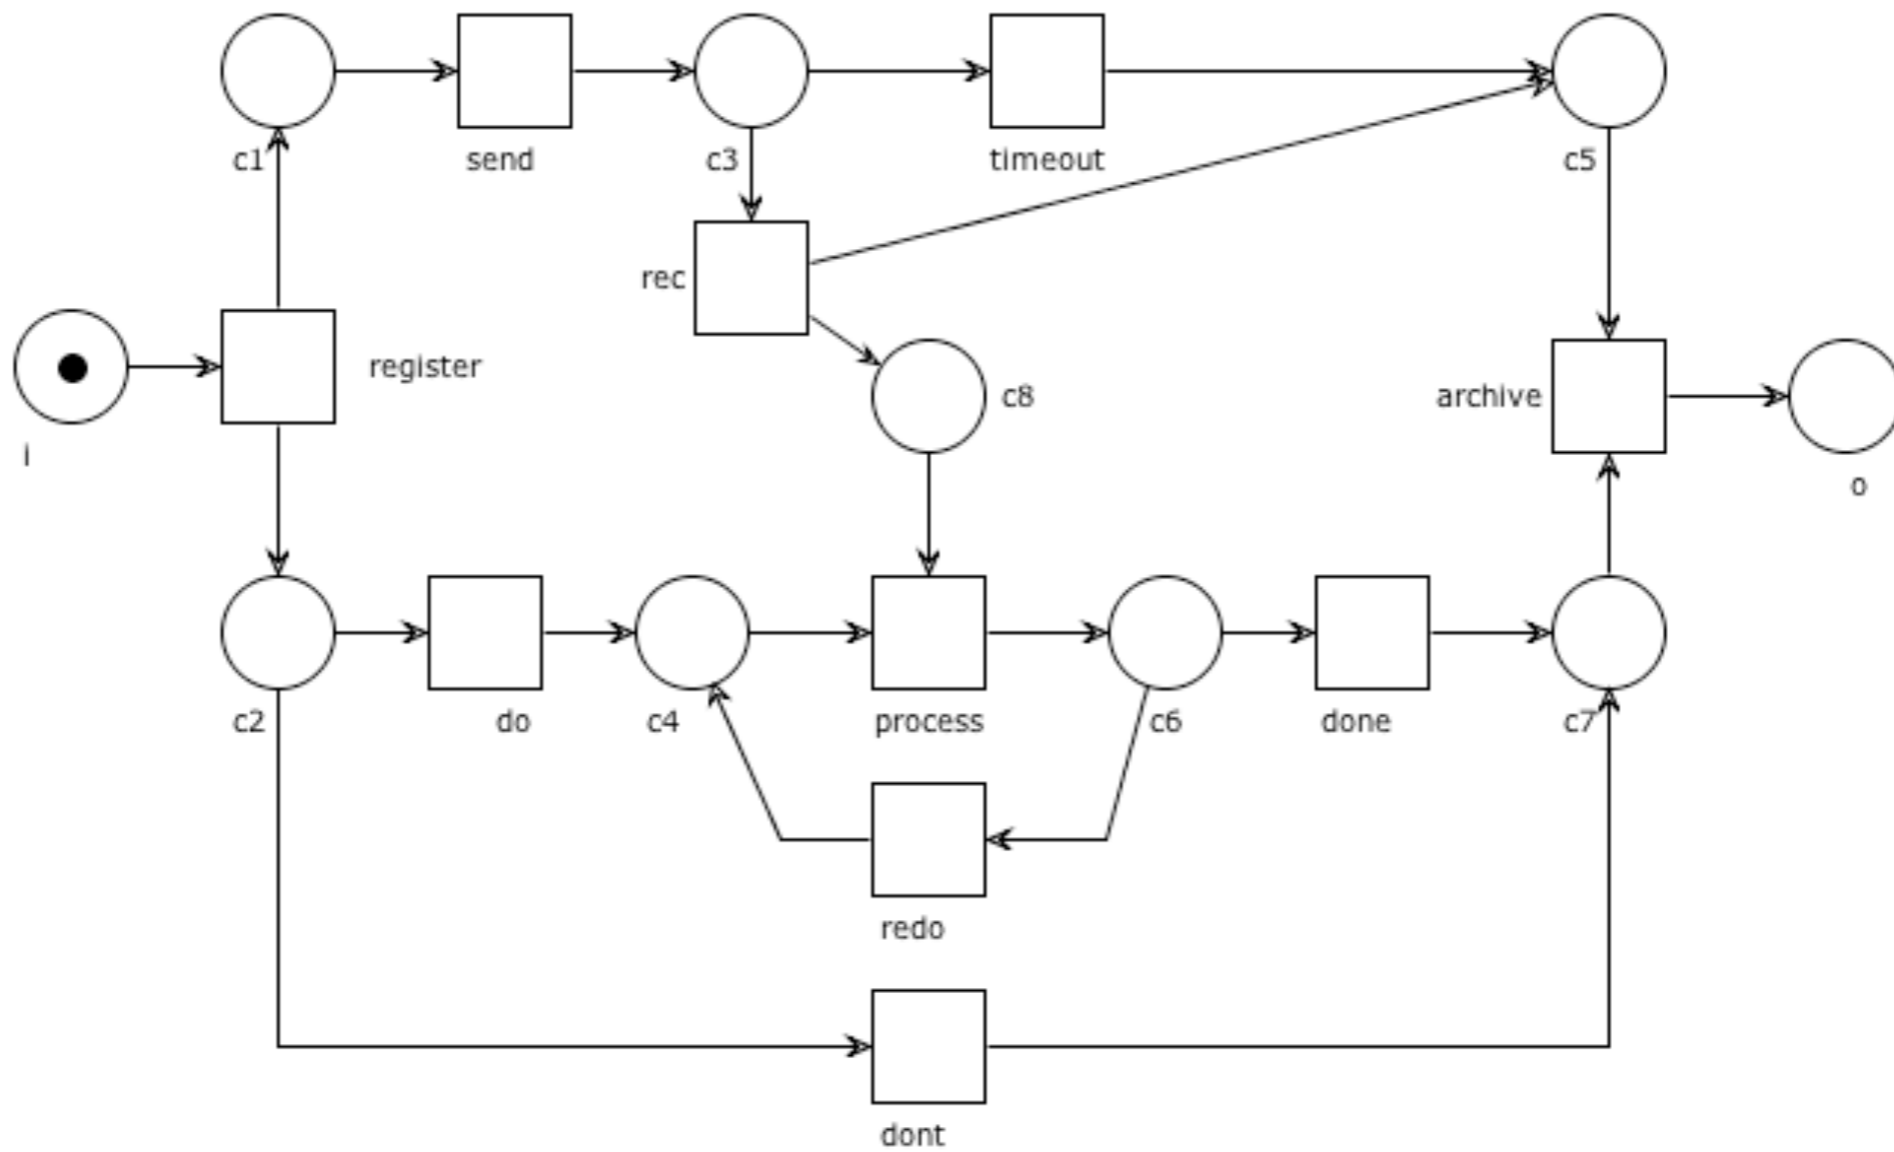 c1
send
c3
timeout
c5
rec
register
c8
archive
i
o
c2
do
c4
process
c6
done
c7
redo
dont